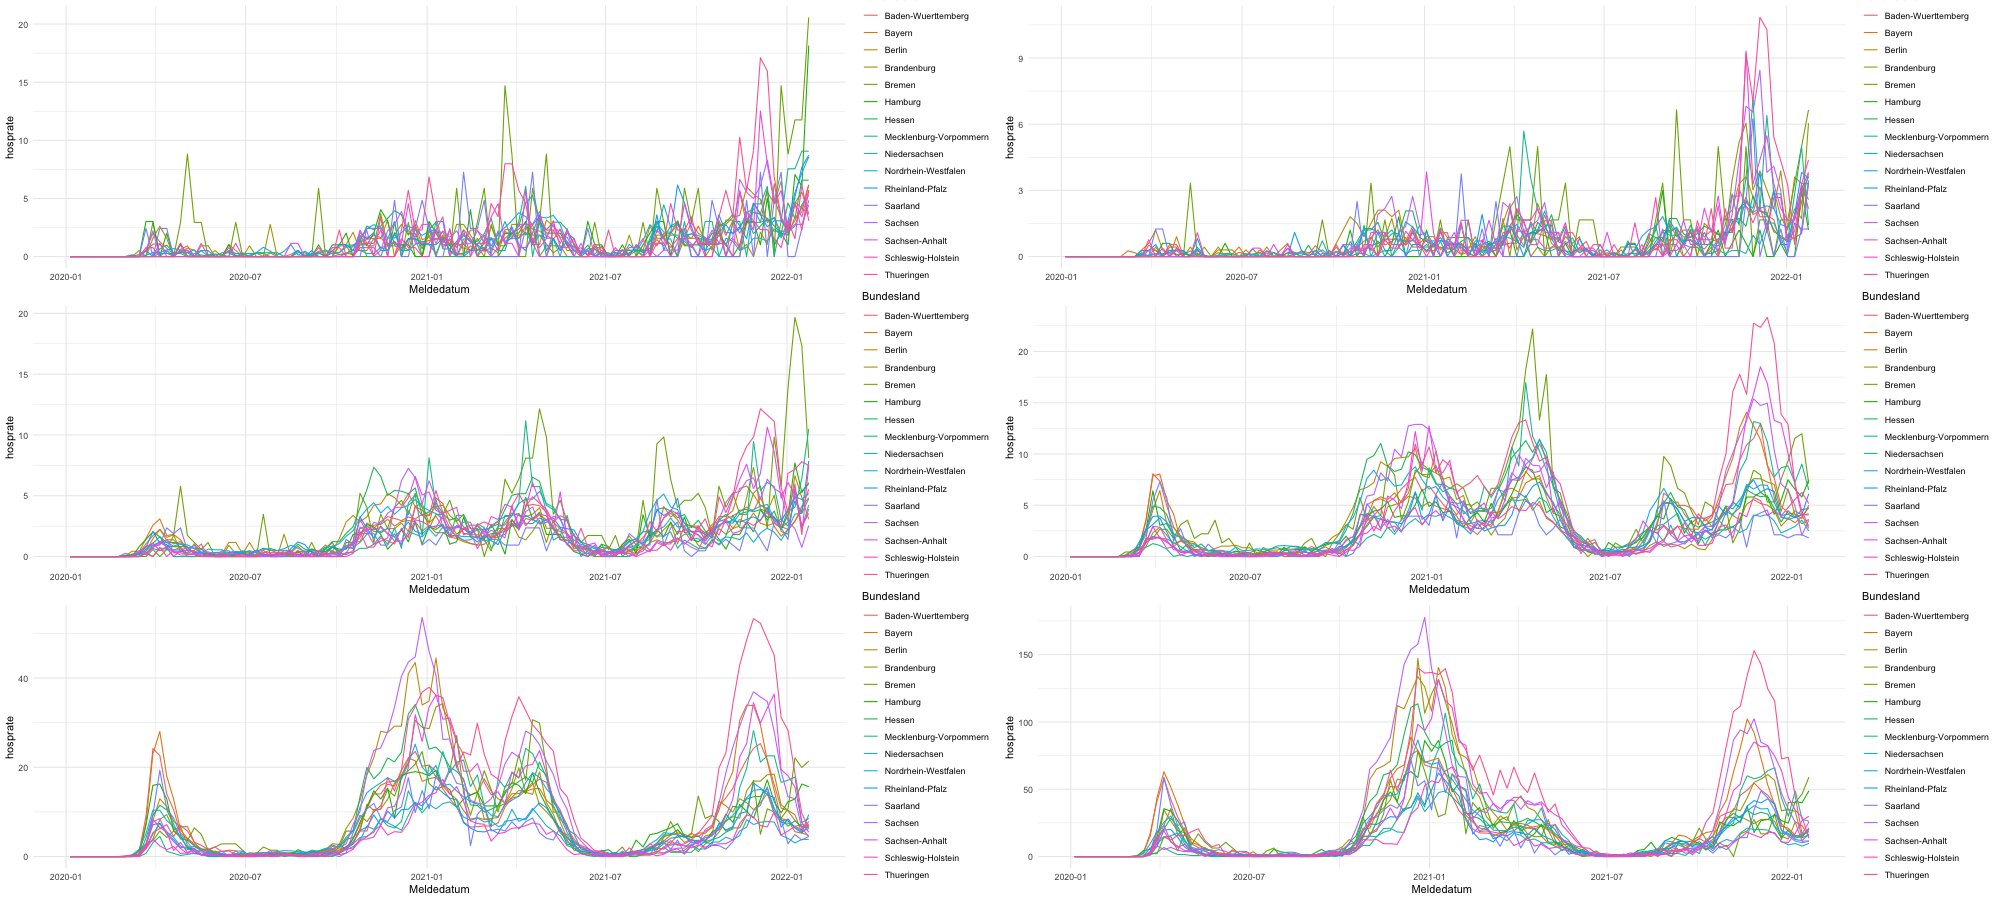 hosprate
20
15
10
5
0
2020-01
2020-07
2021-01
2021-07
2022-01
Meldedatum
Baden-Wuerttemberg
Bayern
Berlin
Brandenburg
Bremen
Hamburg
Hessen
Mecklenburg-Vorpommern
Niedersachsen
Nordrhein-Westfalen
Rheinland-Pfalz
Saarland
Sachsen
Sachsen-Anhalt
Schleswig-Holstein
Thueringen
hosprate
9
6
3
0
2020-01
2020-07
2021-01
2021-07
2022-01
Meldedatum
Baden-Wuerttemberg
Bayern
Berlin
Brandenburg
Bremen
Hamburg
Hessen
Mecklenburg-Vorpommern
Niedersachsen
Nordrhein-Westfalen
Rheinland-Pfalz
Saarland
Sachsen
Sachsen-Anhalt
Schleswig-Holstein
Thueringen
hosprate
20
15
10
5
0
2020-01
2020-07
2021-01
2021-07
2022-01
Meldedatum
Bundesland
Baden-Wuerttemberg
Bayern
Berlin
Brandenburg
Bremen
Hamburg
Hessen
Mecklenburg-Vorpommern
Niedersachsen
Nordrhein-Westfalen
Rheinland-Pfalz
Saarland
Sachsen
Sachsen-Anhalt
Schleswig-Holstein
Thueringen
hosprate
20
15
10
5
0
2020-01
2020-07
2021-01
2021-07
2022-01
Meldedatum
Bundesland
Baden-Wuerttemberg
Bayern
Berlin
Brandenburg
Bremen
Hamburg
Hessen
Mecklenburg-Vorpommern
Niedersachsen
Nordrhein-Westfalen
Rheinland-Pfalz
Saarland
Sachsen
Sachsen-Anhalt
Schleswig-Holstein
Thueringen
hosprate
40
20
0
2020-01
2020-07
2021-01
2021-07
2022-01
Meldedatum
Bundesland
Baden-Wuerttemberg
Bayern
Berlin
Brandenburg
Bremen
Hamburg
Hessen
Mecklenburg-Vorpommern
Niedersachsen
Nordrhein-Westfalen
Rheinland-Pfalz
Saarland
Sachsen
Sachsen-Anhalt
Schleswig-Holstein
Thueringen
hosprate
150
100
50
0
2020-01
2020-07
2021-01
2021-07
2022-01
Meldedatum
Bundesland
Baden-Wuerttemberg
Bayern
Berlin
Brandenburg
Bremen
Hamburg
Hessen
Mecklenburg-Vorpommern
Niedersachsen
Nordrhein-Westfalen
Rheinland-Pfalz
Saarland
Sachsen
Sachsen-Anhalt
Schleswig-Holstein
Thueringen